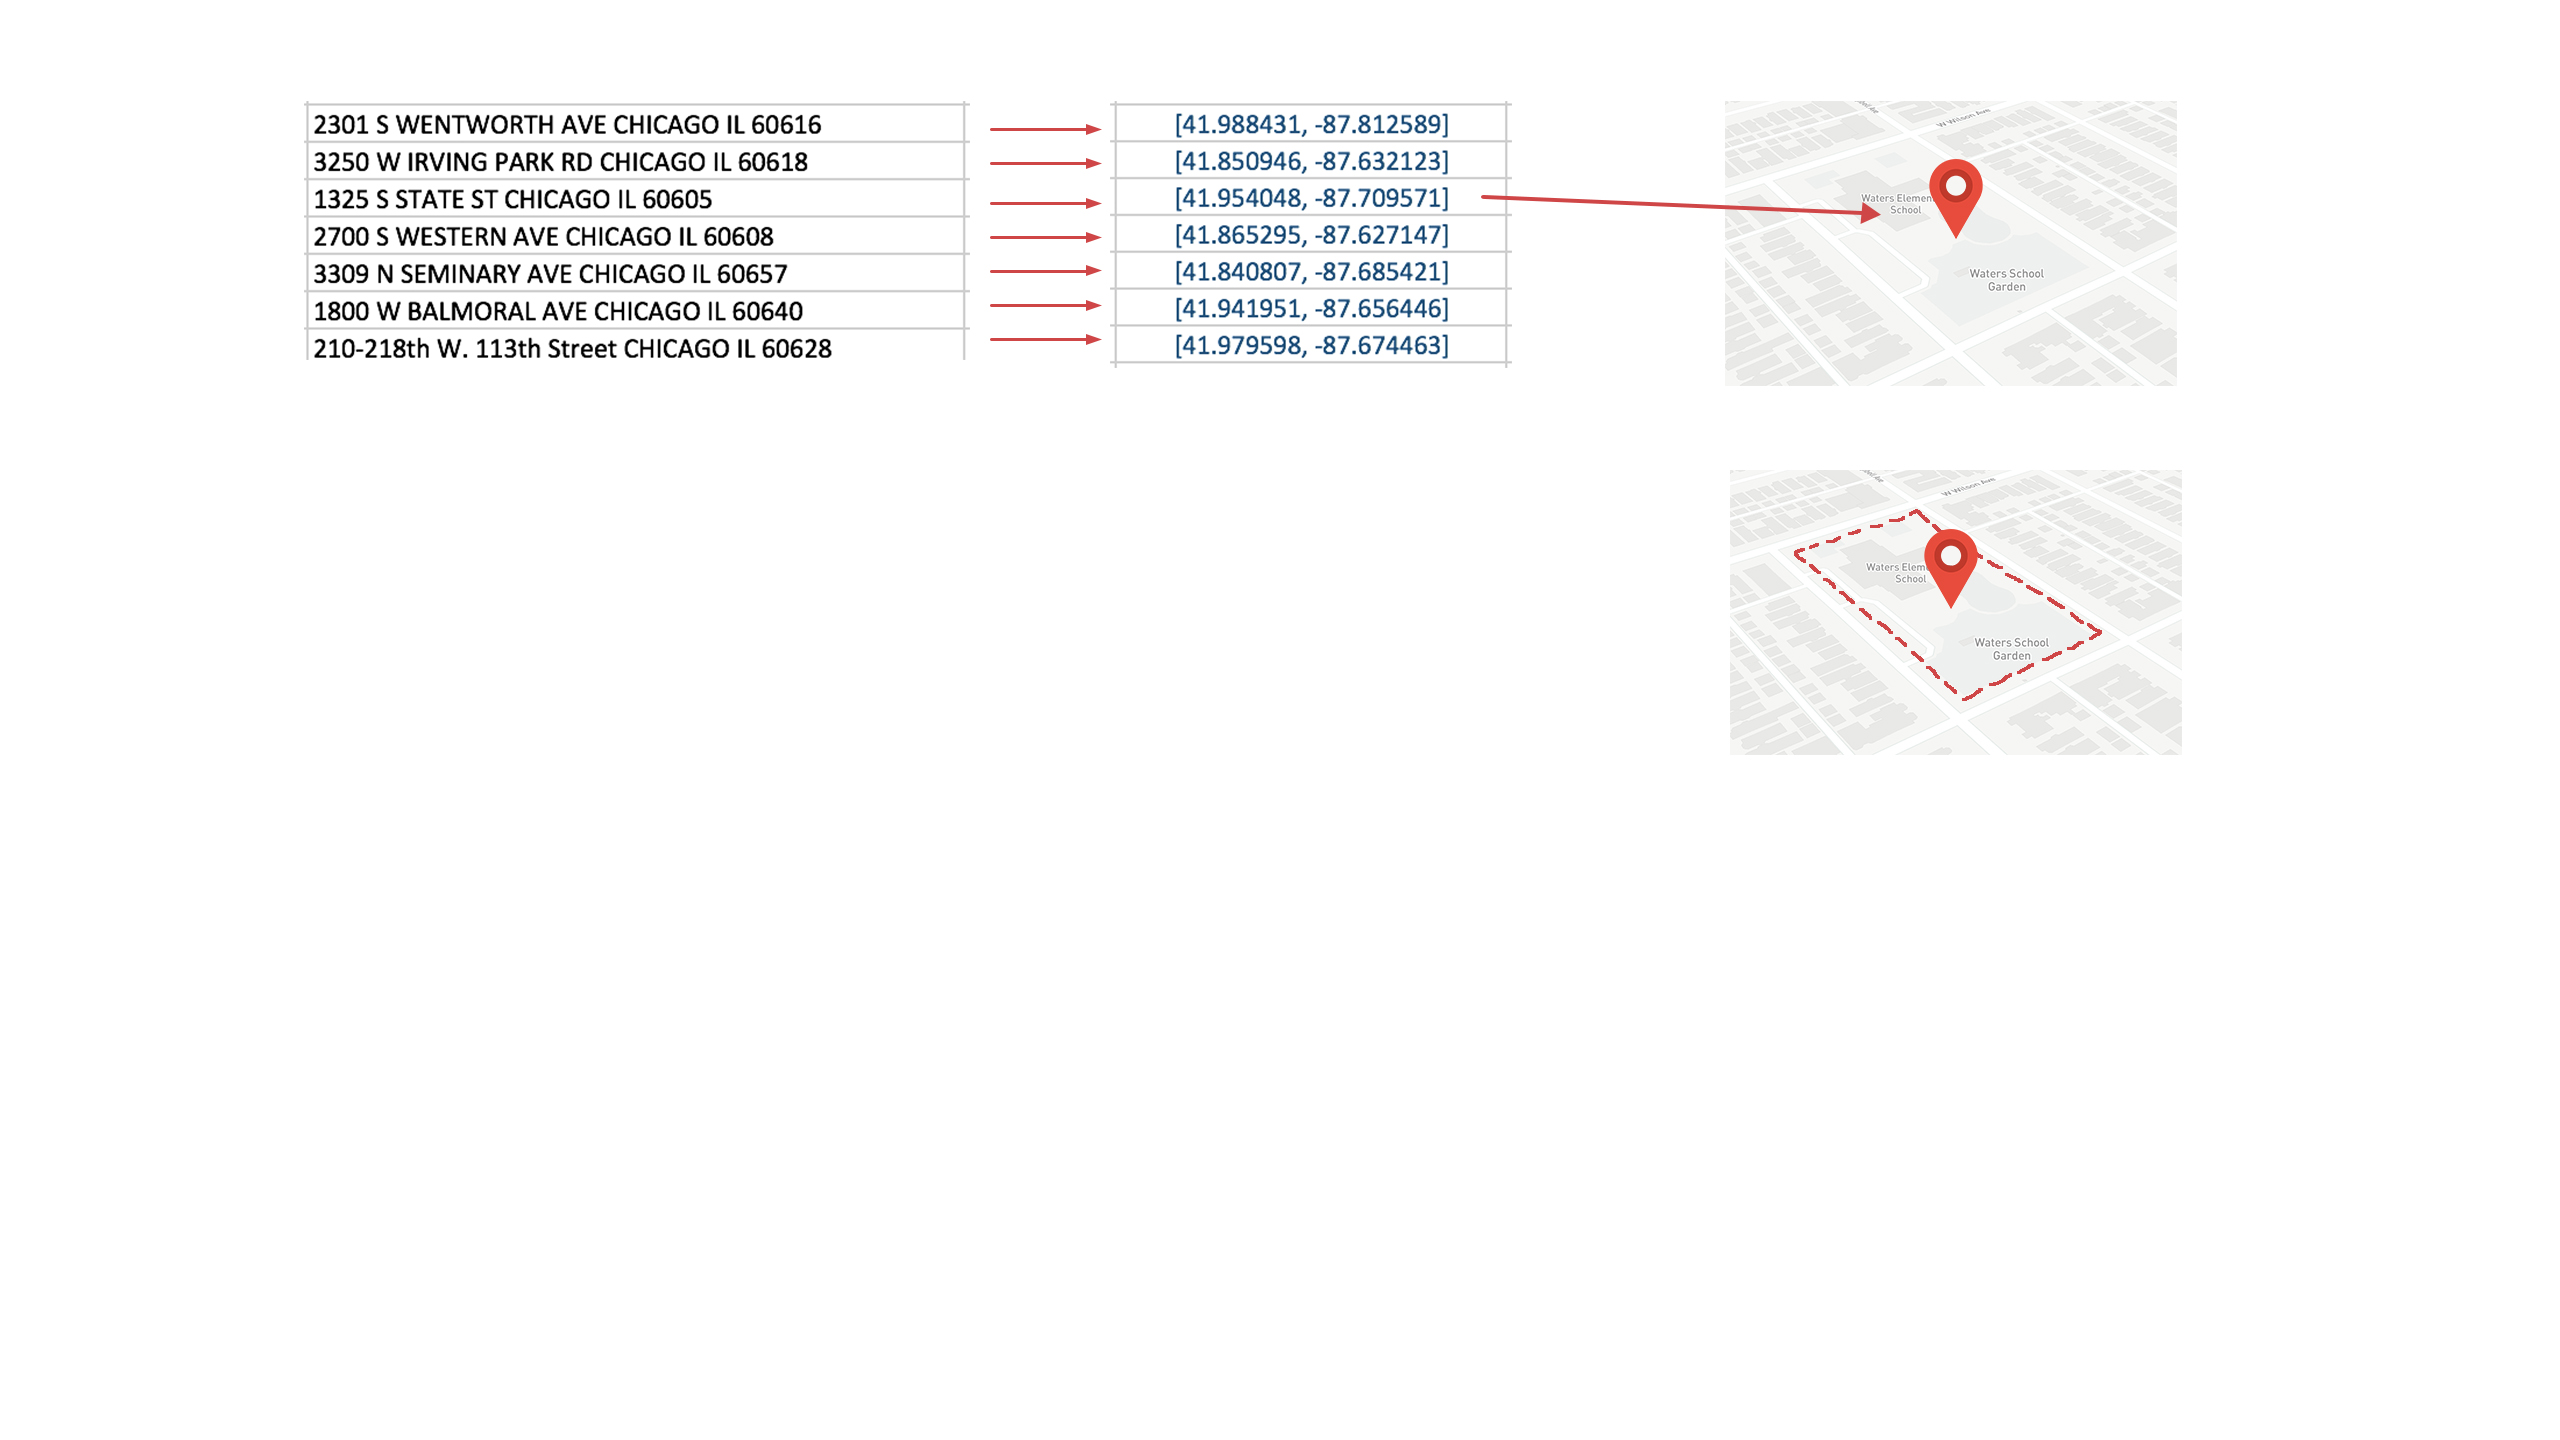 2301 S WENTWORTH AVE CHICAGO IL 60616
3250 W IRVING PARK RD CHICAGO IL 60618
1325 S STATE ST CHICAGO IL 60605
2700 S WESTERN AVE CHICAGO IL 60608
3309 N SEMINARY AVE CHICAGO IL 60657
1800 W BALMORAL AVE CHICAGO IL 60640
210-218th W. 113th Street CHICAGO IL 60628
[41.988431, -87.812589]
[41.850946, -87.632123]
[41.954048, -87.709571]
[41.865295, -87.627147]
[41.840807, -87.685421]
[41.941951, -87.656446]
[41.979598, -87.674463]
W Wilson Ave
Waters Elemen
School
Waters School
Garden
W Wilson Ave
Waters Elem
School
Waters School
Garden